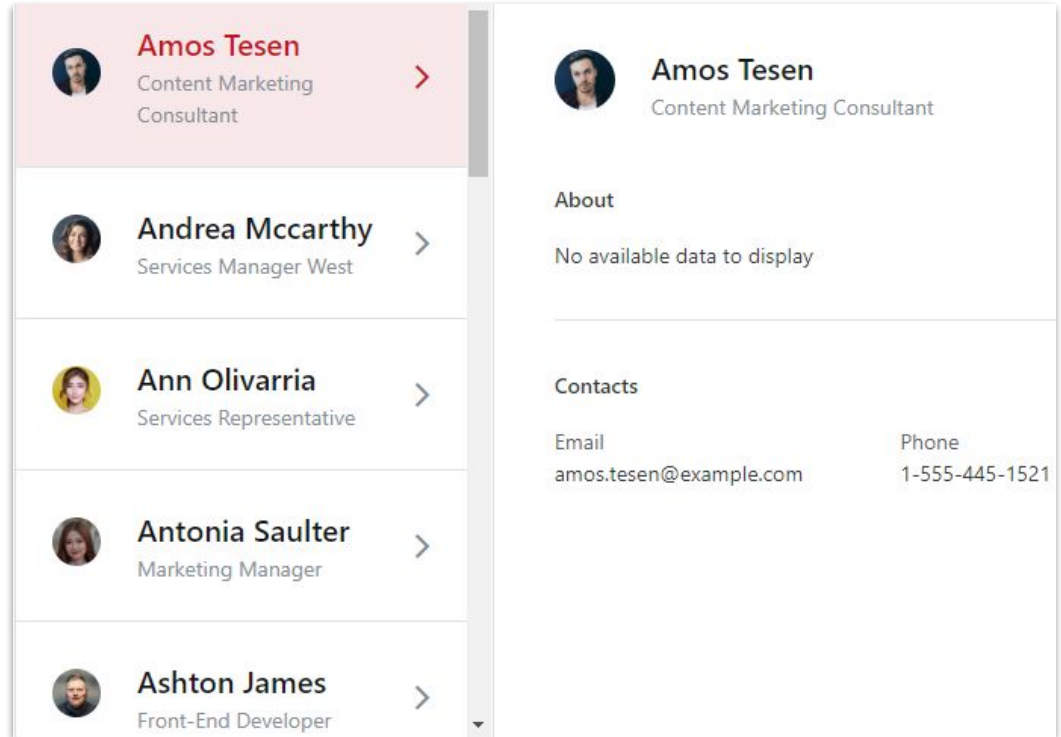 Amos Tesen
Content Marketing
Consultant
Andrea Mccarthy
Services Manager West
Ann Olivarria
Services Representative
Antonia Saulter
Marketing Manager
Ashton James
Front-End Developer
Amos Tesen
Content Marketing Consultant
About
No available data to display
Contacts
Email
amos.tesen@example.com
Phone
1-555-445-1521